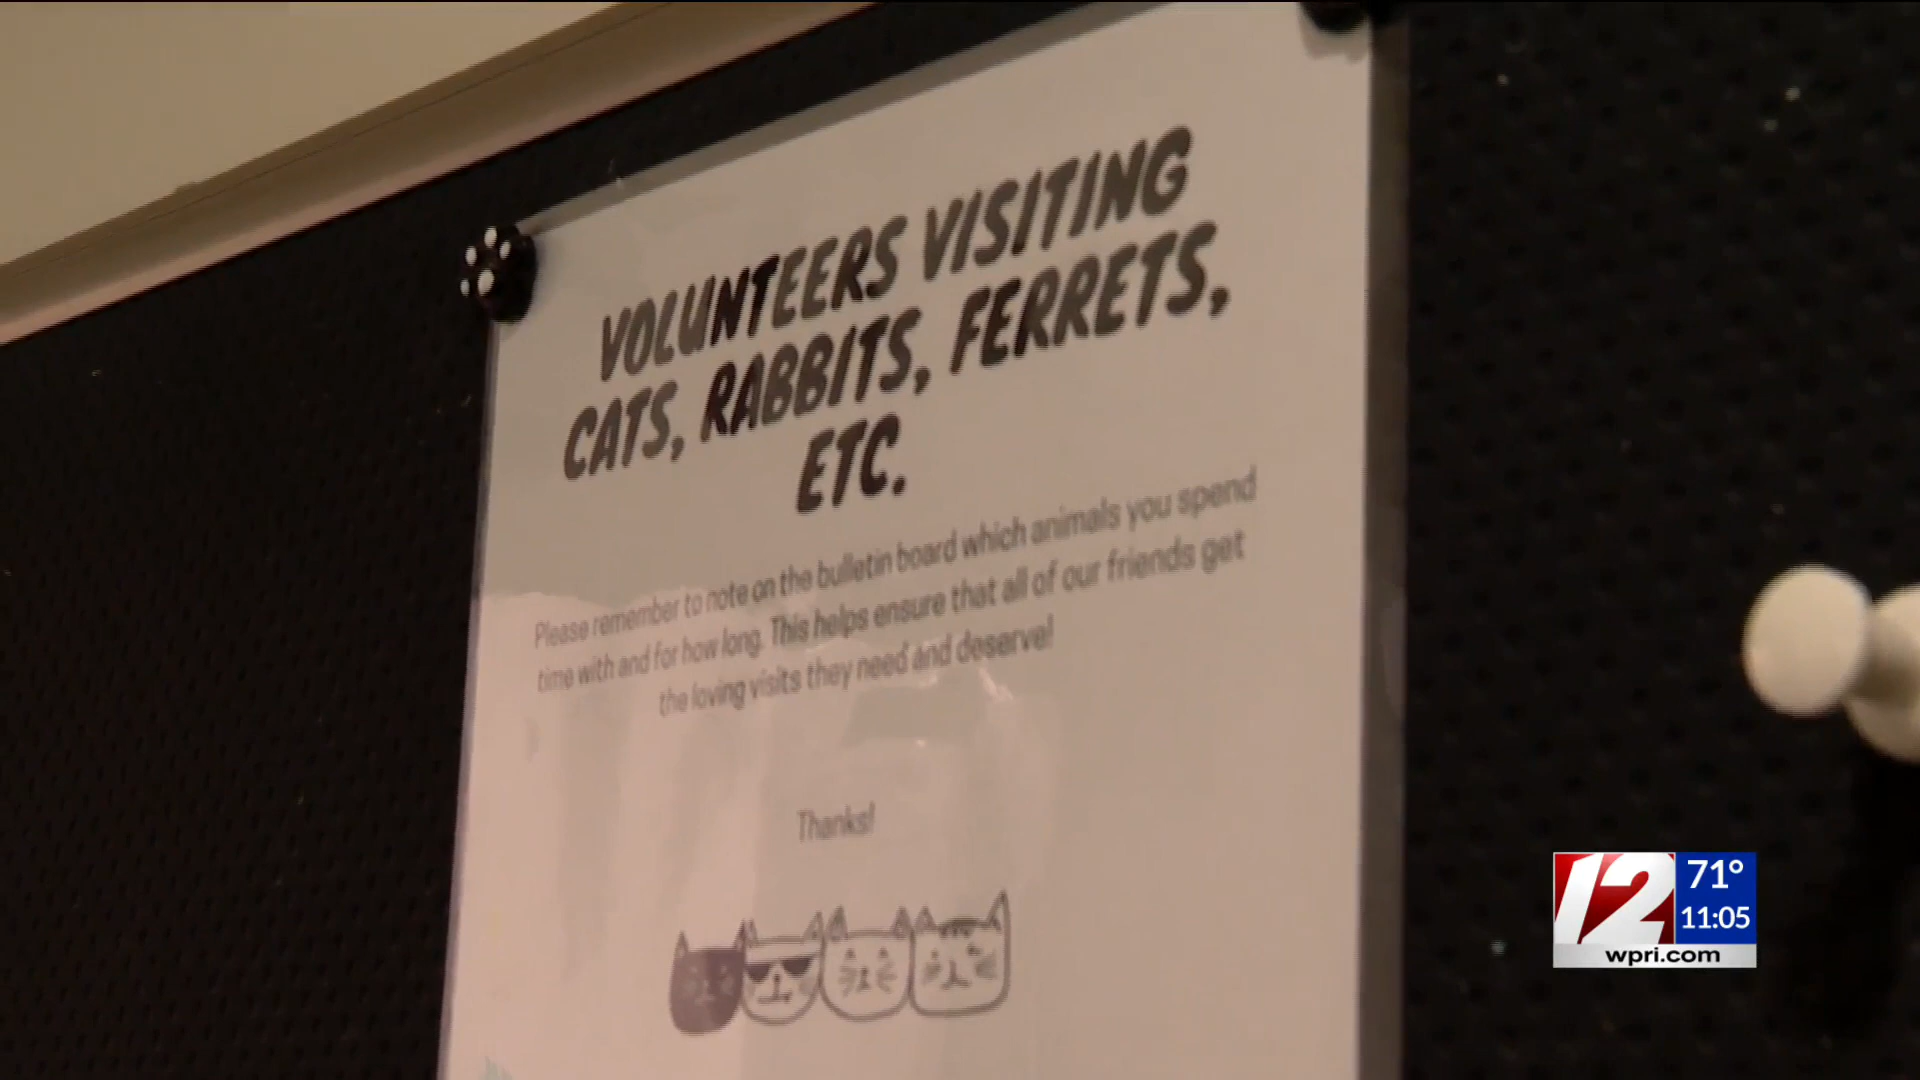 VOLUNTEERS VISITING
CATS, RABBITS, FERRETS,
ETC.
Please remember to note on the bulletin board which animals you spend
time with and for how long. This helps ensure that all of our friends get
the loving visits they need and deserve!
Thanks!
12
71°
11:05
wpri.com